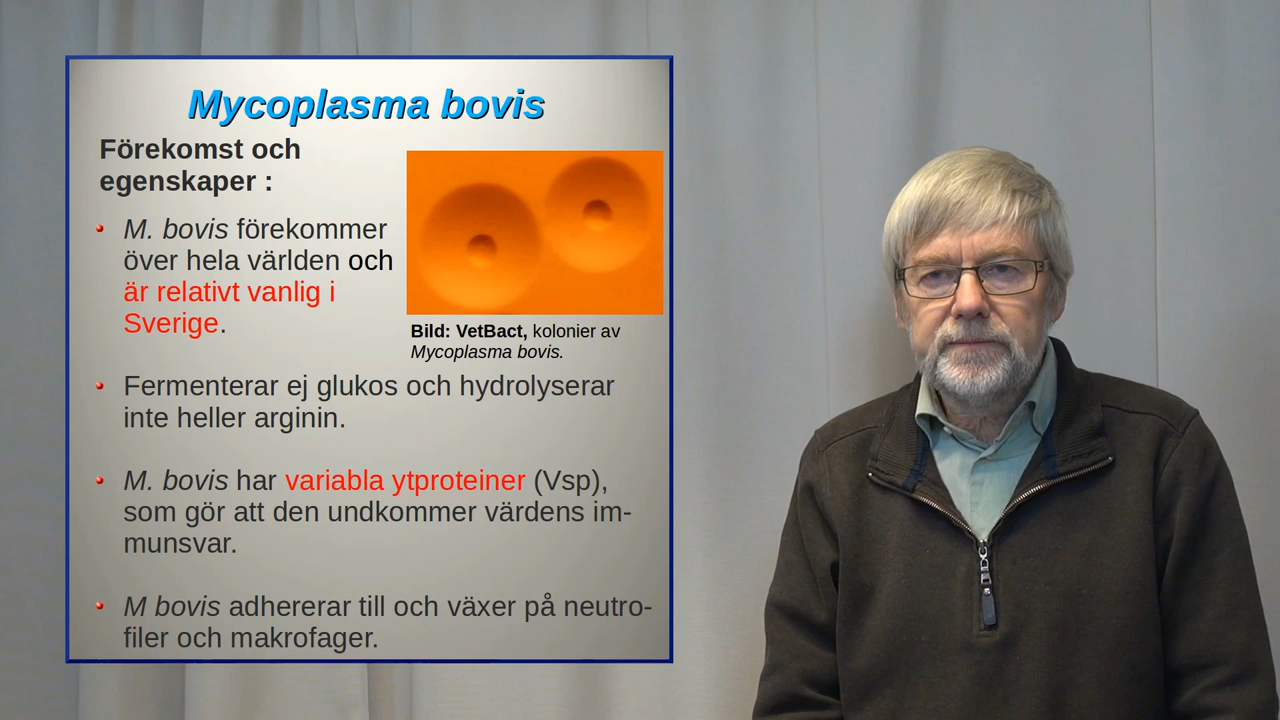 Mycoplasma bovis
Förekomst och
egenskaper :
M. bovis förekommer
över hela världen och
är relativt vanlig i
Sverige.
Bild: VetBact, kolonier av
Mycoplasma bovis.
Fermenterar ej glukos och hydrolyserar
inte heller arginin.
M. bovis har variabla ytproteiner (Vsp),
som gör att den undkommer värdens im-
munsvar.
M bovis adhererar till och växer på neutro-
filer och makrofager.